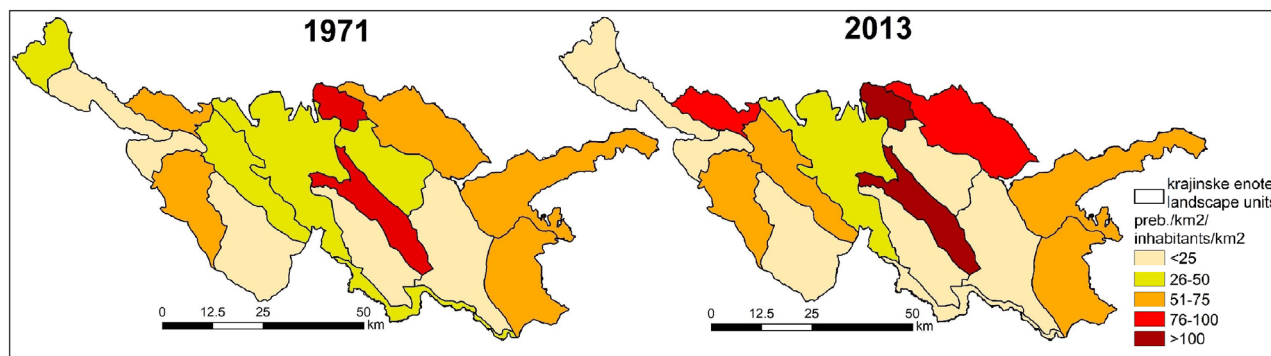 1971
2013
0 12.5 25 50
km
0 12.5 25 50
km
krajinske enote
landscape units
preb./km2/
inhabitants/km2
<25
26-50
51-75
76-100
>100